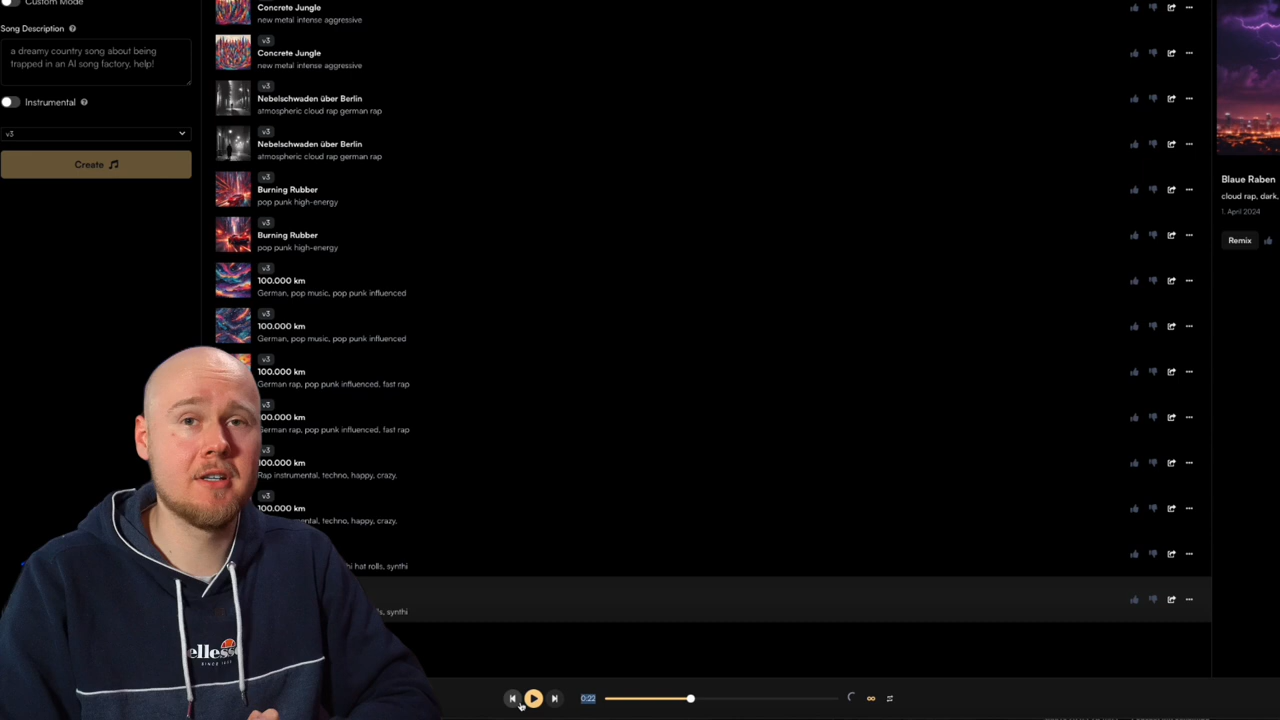 Custom Mode
Song Description
a dreamy country song about being
trapped in an AI song factory, help!
Instrumental
v3
Create
Concrete Jungle
new metal intense aggressive
v3
Concrete Jungle
new metal intense aggressive
v3
Nebelschwaden über Berlin
atmospheric cloud rap german rap
v3
Nebelschwaden über Berlin
atmospheric cloud rap german rap
v3
Burning Rubber
pop punk high-energy
v3
Burning Rubber
pop punk high-energy
v3
100.000 km
German, pop music, pop punk influenced
v3
100.000 km
German, pop music, pop punk influenced
v3
100.000 km
German rap, pop punk influenced, fast rap
v3
00.000 km
German rap, pop punk influenced, fast rap
v3
100.000 km
Rap instrumental, techno, happy, crazy.
v3
100.000 km
mental, techno, happy, crazy.
hi hat rolls, synthi
s, synthi
0:22
Blaue Raben
cloud rap, dark,
1. April 2024
Remix
ellesse
SINCE 1959